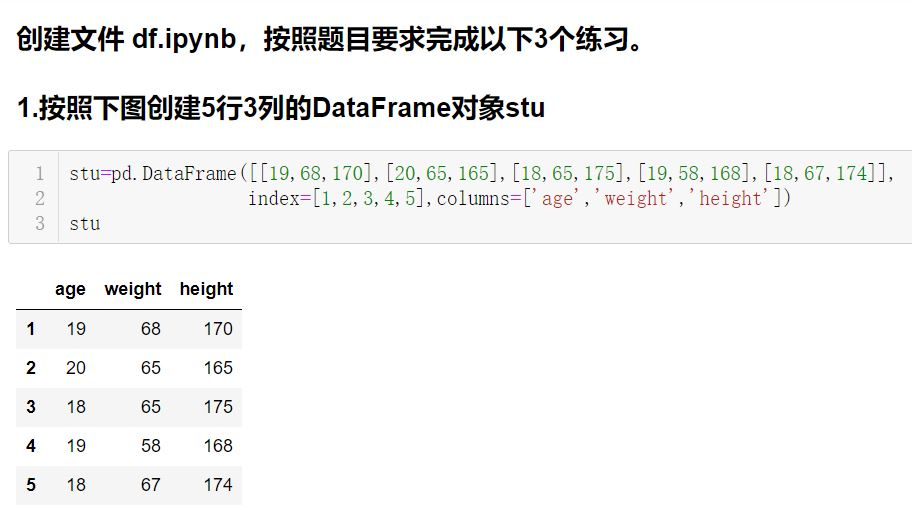 创建文件 df.ipynb，按照题目要求完成以下3个练习。
1.按照下图创建5行3列的DataFrame对象stu
1 stu=pd.DataFrame([[19,68,170],[20,65,165],[18,65,175],[19,58,168],[18,67,174]],
2 index=[1,2,3,4,5],columns=['age','weight','height'])
3 stu
age weight height
1 19 68 170
2 20 65 165
3 18 65 175
4 19 58 168
5 18 67 174